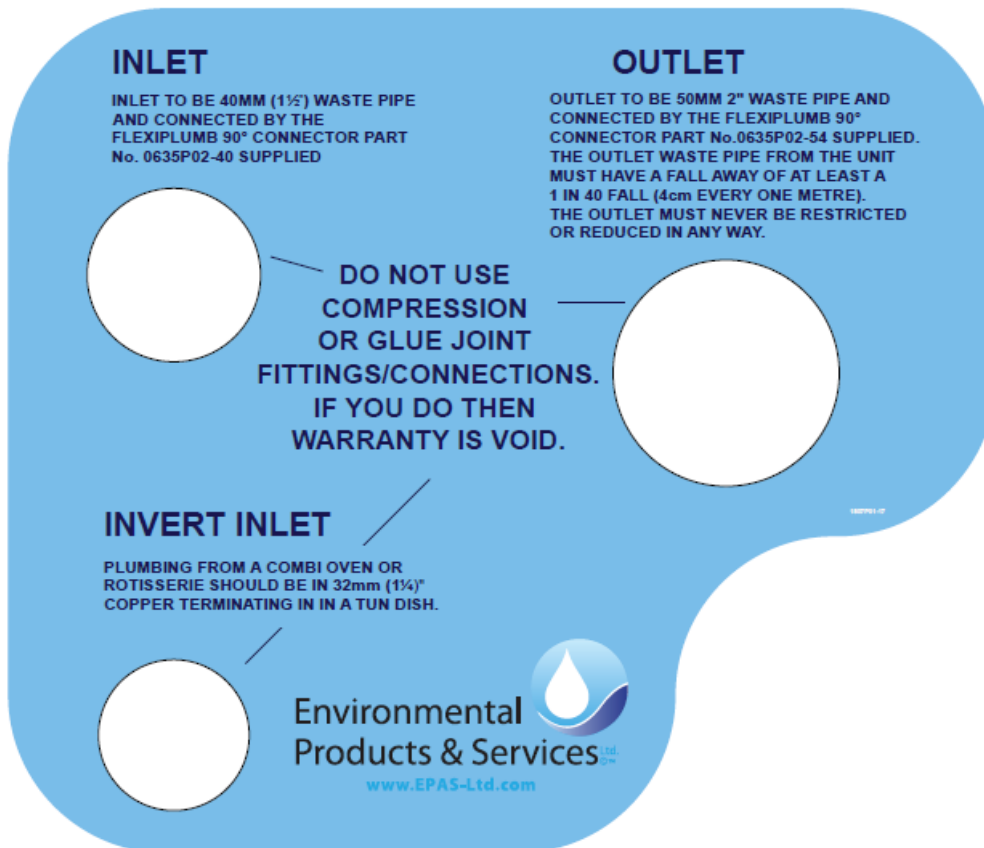 INLET
INLET TO BE 40MM (1½") WASTE PIPE
AND CONNECTED BY THE
FLEXIPLUMB 90° CONNECTOR PART
No. 0635P02-40 SUPPLIED
OUTLET
OUTLET TO BE 50MM 2" WASTE PIPE AND
CONNECTED BY THE FLEXIPLUMB 90°
CONNECTOR PART No.0635P02-54 SUPPLIED.
THE OUTLET WASTE PIPE FROM THE UNIT
MUST HAVE A FALL AWAY OF AT LEAST A
1 IN 40 FALL (4cm EVERY ONE METRE).
THE OUTLET MUST NEVER BE RESTRICTED
OR REDUCED IN ANY WAY.
DO NOT USE
COMPRESSION
OR GLUE JOINT
FITTINGS/CONNECTIONS.
IF YOU DO THEN
WARRANTY IS VOID.
INVERT INLET
PLUMBING FROM A COMBI OVEN OR
ROTISSERIE SHOULD BE IN 32mm (1¼)"
COPPER TERMINATING IN IN A TUN DISH.
Environmental
Products & Services Ltd.
www.EPAS-Ltd.com